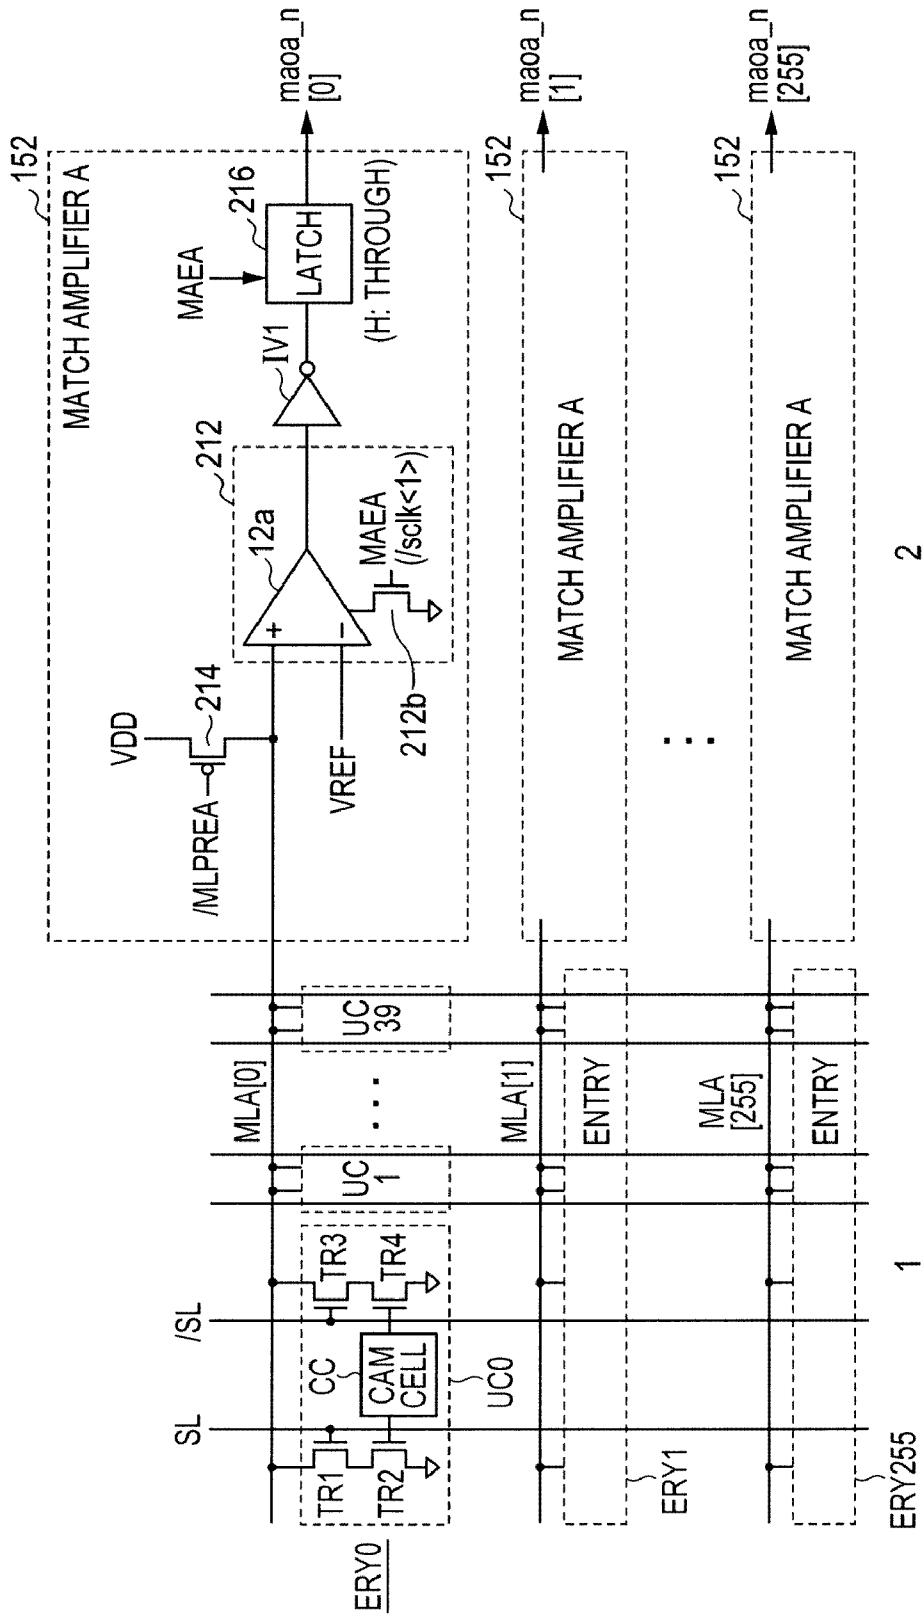 152
MATCH AMPLIFIER A
VDD
214
/MLPREA
212
12a
+
−
VREF
212b
MAEA
(/sclk<1>)
IV1
MAEA
216
LATCH
(H: THROUGH)
maoa_n
[0]
SL
/SL
MLA[0]
CC
TR1
TR2
CAM
CELL
TR3
TR4
UC
1
. . .
UC
39
UC0
ERY0
MLA[1]
ENTRY
ERY1
152
MATCH AMPLIFIER A
maoa_n
[1]
. . .
MLA
[255]
ENTRY
ERY255
152
MATCH AMPLIFIER A
maoa_n
[255]
1
2